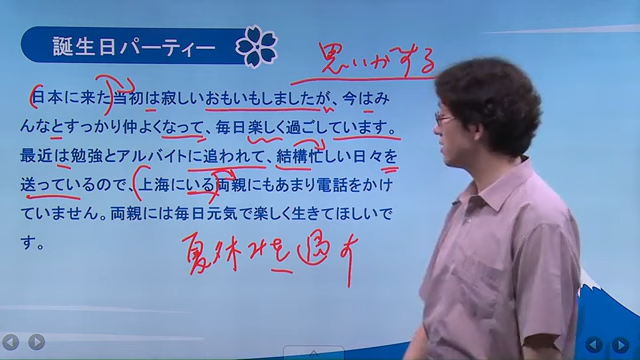 誕生日パーティー
思いがする
日本に来た当初は寂しいおもいもしましたが、今はみ
んなとすっかり仲よくなって、毎日楽しく過ごしています。
最近は勉強とアルバイトに追われて、結構忙しい日々を
送っているので、上海にいる両親にもあまり電話をかけ
ていません。両親には毎日元気で楽しく生きてほしいで
す。
夏休みを過す